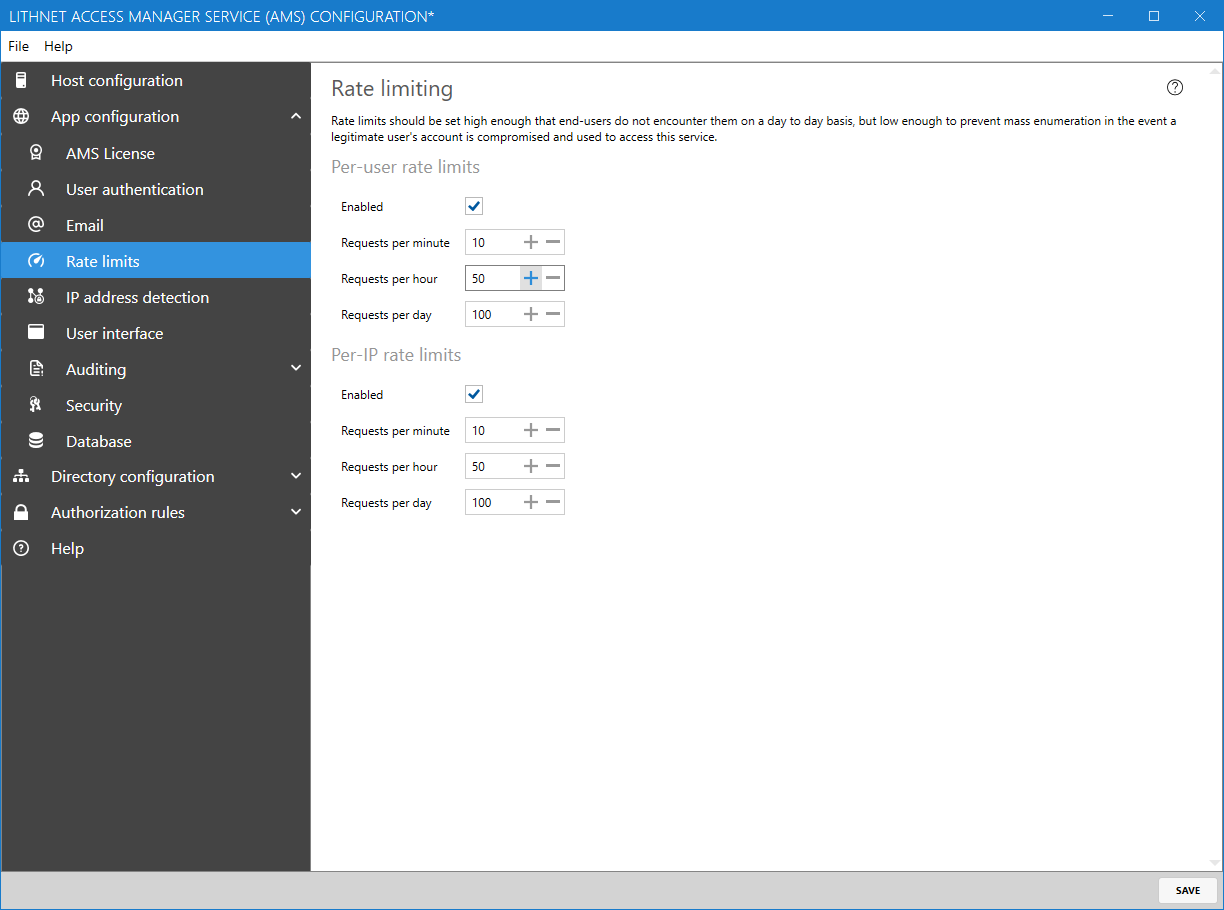 LITHNET ACCESS MANAGER SERVICE (AMS) CONFIGURATION*
File Help
Host configuration
App configuration
AMS License
User authentication
Email
Rate limits
IP address detection
User interface
Auditing
Security
Database
Directory configuration
Authorization rules
Help
Rate limiting
Rate limits should be set high enough that end-users do not encounter them on a day to day basis, but low enough to prevent mass enumeration in the event a
legitimate user's account is compromised and used to access this service.
Per-user rate limits
Enabled
Requests per minute 10
Requests per hour 50
Requests per day 100
Per-IP rate limits
Enabled
Requests per minute 10
Requests per hour 50
Requests per day 100
SAVE